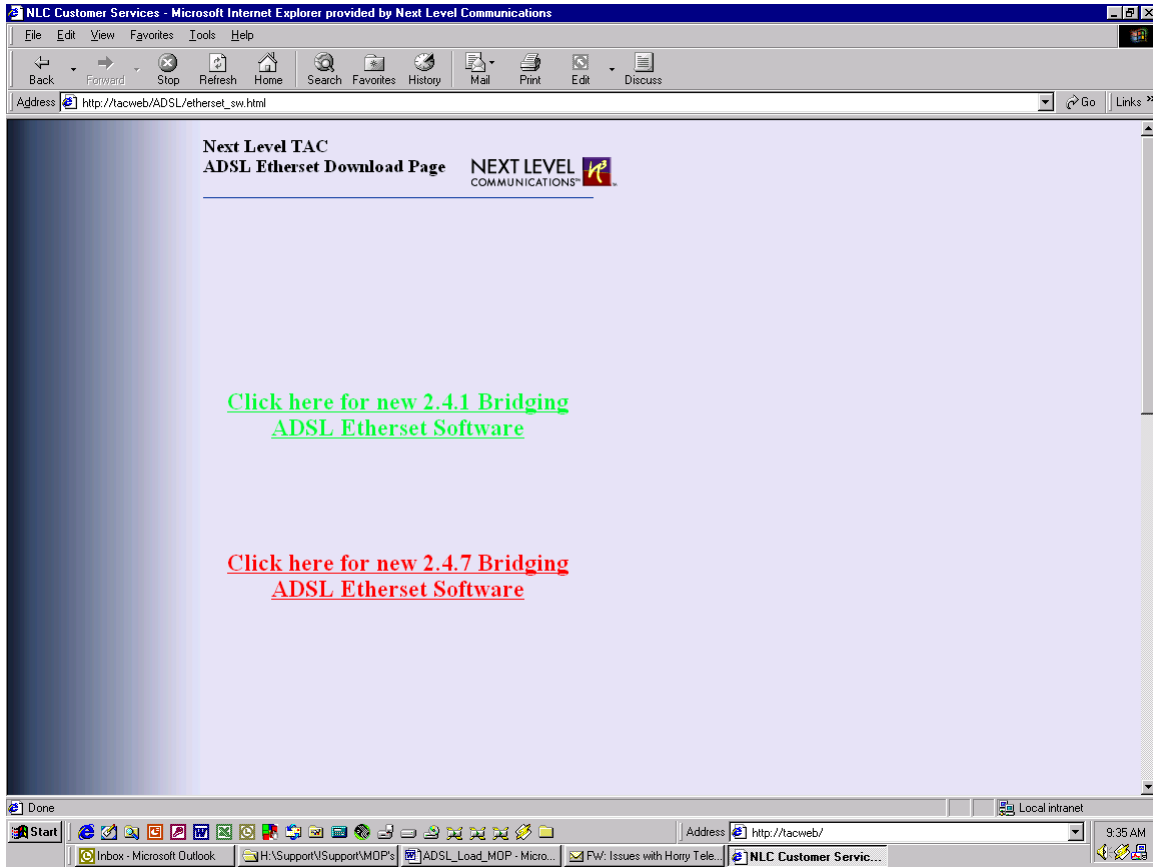 NLC Customer Services - Microsoft Internet Explorer provided by Next Level Communications
File Edit View Favorites Tools Help
Back Forward Stop Refresh Home Search Favorites History Mail Print Edit Discuss
Address http://tacweb/ADSL/etherset_sw.html Go Links »
Next Level TAC
ADSL Etherset Download Page
NEXT LEVEL
COMMUNICATIONS™
Click here for new 2.4.1 Bridging
ADSL Etherset Software
Click here for new 2.4.7 Bridging
ADSL Etherset Software
Done Local intranet
Start Address http://tacweb/ 9:35 AM
Inbox - Microsoft Outlook H:\Support\!Support\MOP's ADSL_Load_MOP - Micro... FW: Issues with Horry Tele... NLC Customer Servic...